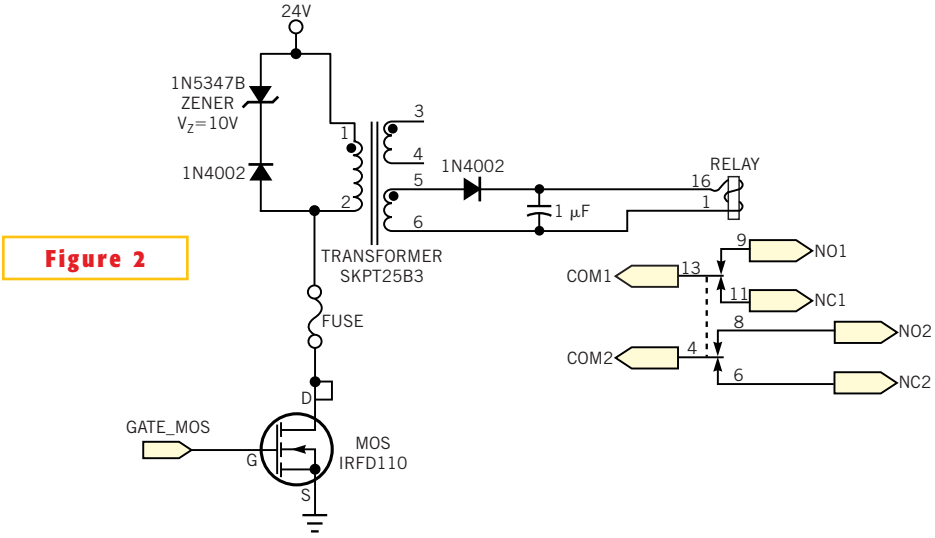 24V
1N5347B
ZENER
VZ=10V
1N4002
1
2
3
4
5
6
1N4002
1 μF
RELAY
16
1
TRANSFORMER
SKPT25B3
Figure 2
FUSE
COM1
13
9
NO1
11
NC1
COM2
4
8
NO2
6
NC2
D
GATE_MOS
G
MOS
IRFD110
S